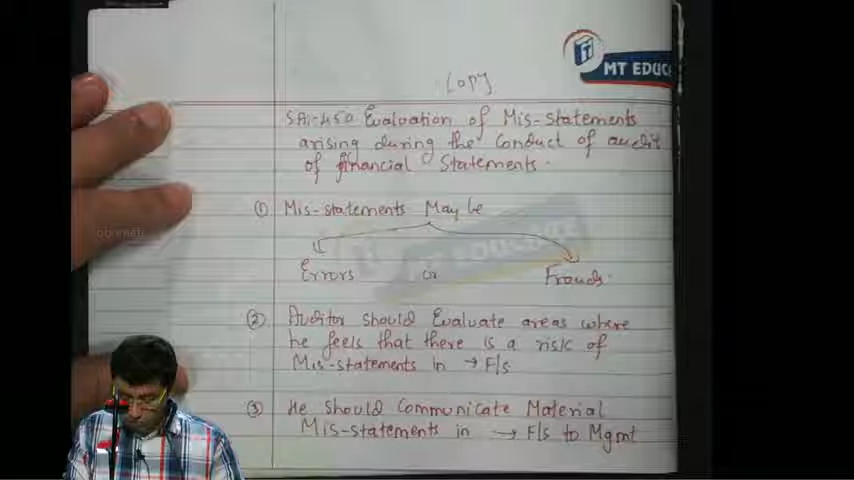 MT EDUC
COPY
SA-450 Evaluation of Mis-statements
arising during the Conduct of audit
of financial Statements.
① Mis-statements May be
Errors or Frauds.
② Auditor should Evaluate areas where
he feels that there is a risk of
Mis-statements in → F/s
③ He should Communicate Material
Mis-statements in → F/s to Mgmt